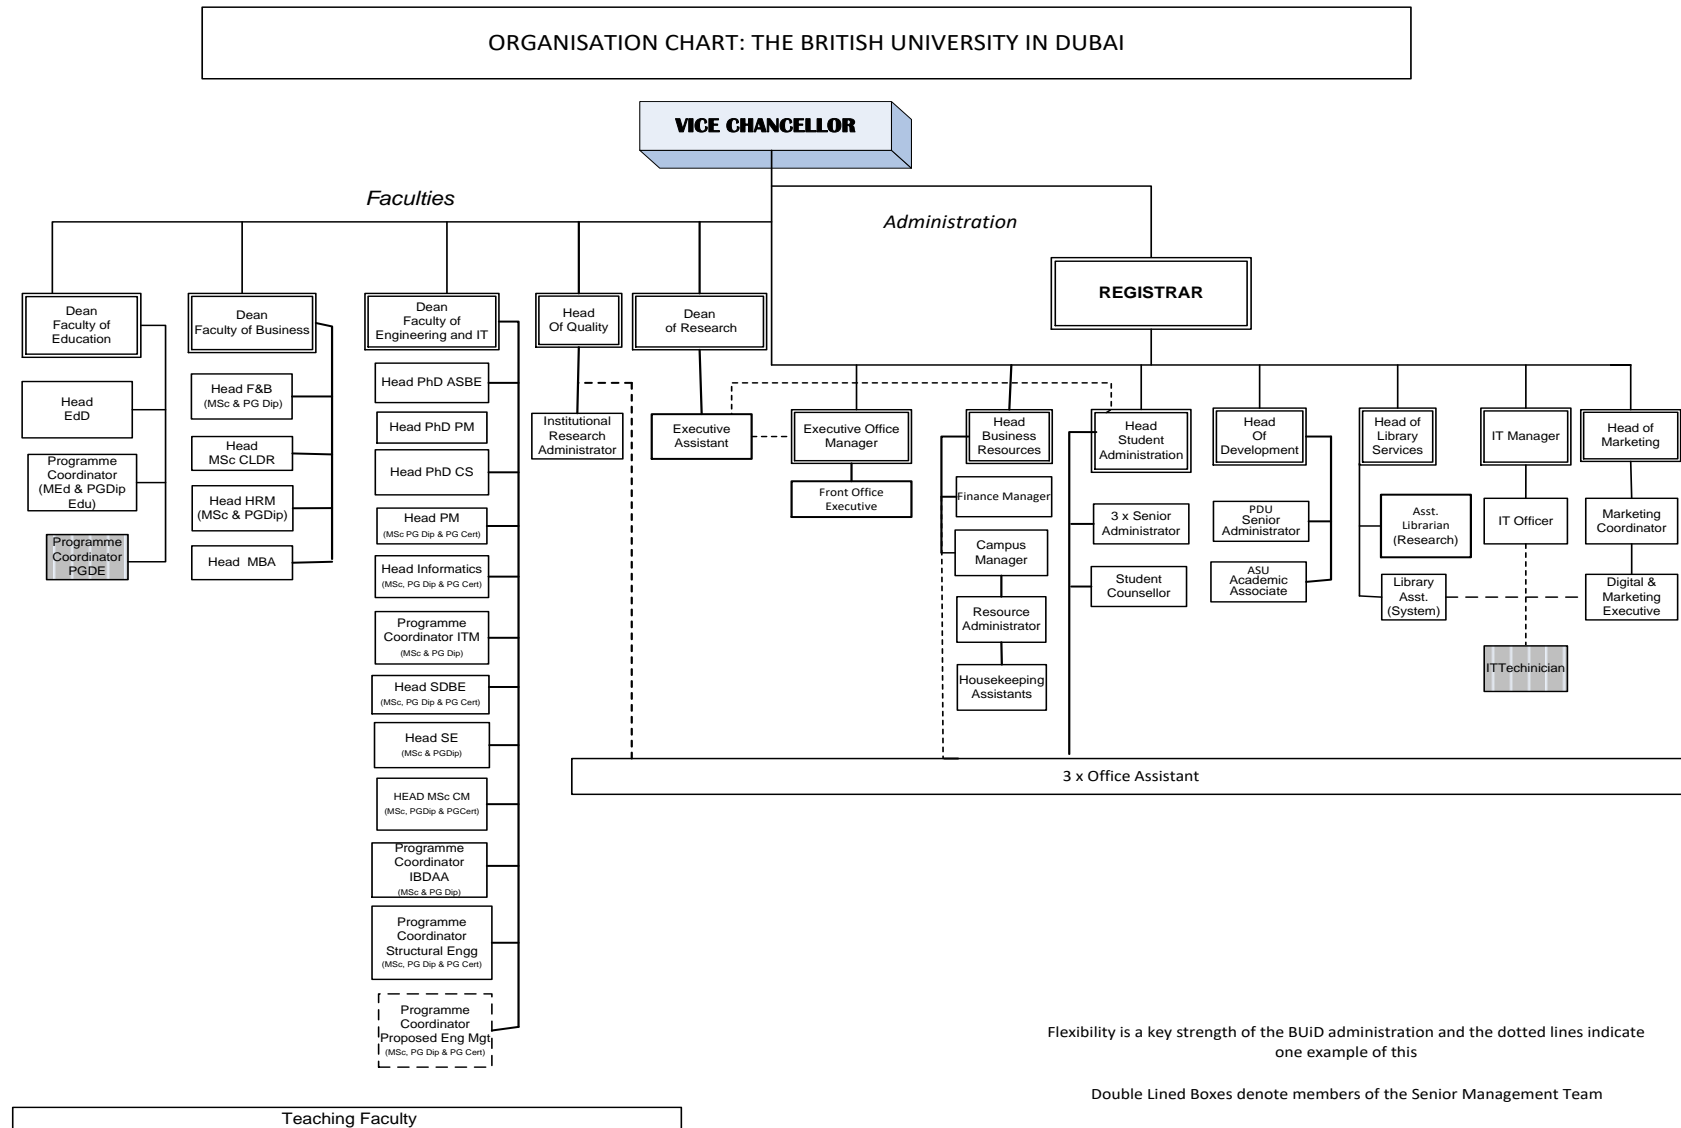 ORGANISATION CHART: THE BRITISH UNIVERSITY IN DUBAI
VICE CHANCELLOR
Faculties
Administration
REGISTRAR
Dean
Faculty of
Education
Head
EdD
Programme
Coordinator
(MEd & PGDip
Edu)
Programme
Coordinator
PGDE
Dean
Faculty of Business
Head F&B
(MSc & PG Dip)
Head
MSc CLDR
Head HRM
(MSc & PGDip)
Head MBA
Dean
Faculty of
Engineering and IT
Head PhD ASBE
Head PhD PM
Head PhD CS
Head PM
(MSc PG Dip & PG Cert)
Head Informatics
(MSc, PG Dip & PG Cert)
Programme
Coordinator ITM
(MSc & PG Dip)
Head SDBE
(MSc, PG Dip & PG Cert)
Head SE
(MSc & PGDip)
HEAD MSc CM
(MSc, PGDip & PGCert)
Programme
Coordinator
IBDAA
(MSc & PG Dip)
Programme
Coordinator
Structural Engg
(MSc, PG Dip & PG Cert)
Programme
Coordinator
Proposed Eng Mgt
(MSc, PG Dip & PG Cert)
Head
Of Quality
Institutional
Research
Administrator
Dean
of Research
Executive
Assistant
Executive Office
Manager
Front Office
Executive
Head
Business
Resources
Finance Manager
Campus
Manager
Resource
Administrator
Housekeeping
Assistants
Head
Student
Administration
3 x Senior
Administrator
Student
Counsellor
Head
Of
Development
PDU
Senior
Administrator
ASU
Academic
Associate
Head of
Library
Services
Asst.
Librarian
(Research)
Library
Asst.
(System)
IT Manager
IT Officer
ITTechinician
Head of
Marketing
Marketing
Coordinator
Digital &
Marketing
Executive
3 x Office Assistant
Flexibility is a key strength of the BUiD administration and the dotted lines indicate
one example of this
Double Lined Boxes denote members of the Senior Management Team
Teaching Faculty